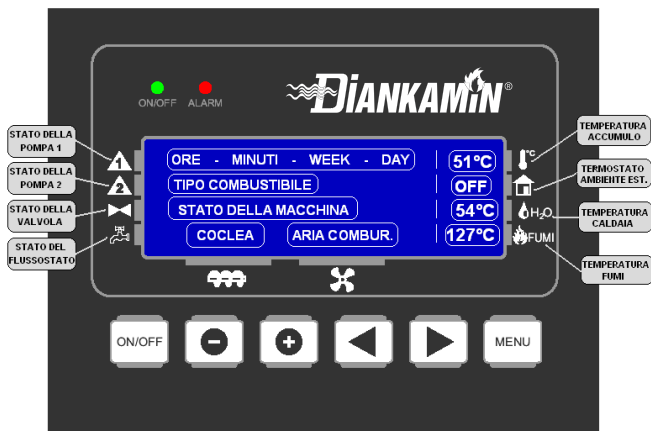 DIANKAMIN®
ON/OFF ALARM
STATO DELLA
POMPA 1
STATO DELLA
POMPA 2
STATO DELLA
VALVOLA
STATO DEL
FLUSSOSTATO
1
2
ORE - MINUTI - WEEK - DAY
51°C
TIPO COMBUSTIBILE
OFF
STATO DELLA MACCHINA
54°C
COCLEA ARIA COMBUR.
127°C
°C
H2O
FUMI
TEMPERATURA
ACCUMULO
TERMOSTATO
AMBIENTE EST.
TEMPERATURA
CALDAIA
TEMPERATURA
FUMI
ON/OFF - + MENU